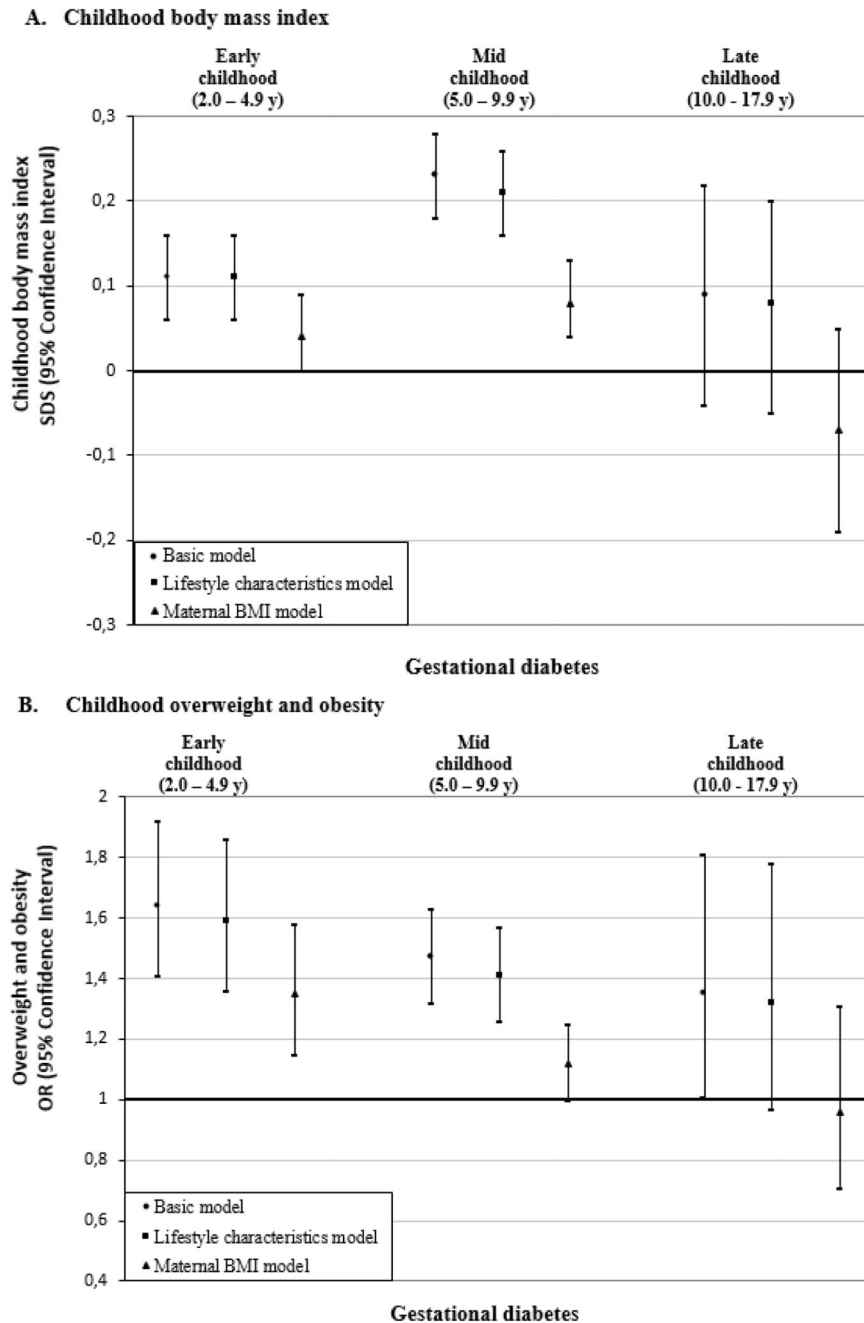 A. Childhood body mass index
Early
childhood
(2.0 – 4.9 y)
Mid
childhood
(5.0 – 9.9 y)
Late
childhood
(10.0 - 17.9 y)
Childhood body mass index
SDS (95% Confidence Interval)
0,3
0,2
0,1
0
-0,1
-0,2
-0,3
Basic model
Lifestyle characteristics model
Maternal BMI model
Gestational diabetes
B. Childhood overweight and obesity
Early
childhood
(2.0 – 4.9 y)
Mid
childhood
(5.0 – 9.9 y)
Late
childhood
(10.0 - 17.9 y)
Overweight and obesity
OR (95% Confidence Interval)
2
1,8
1,6
1,4
1,2
1
0,8
0,6
0,4
Basic model
Lifestyle characteristics model
Maternal BMI model
Gestational diabetes